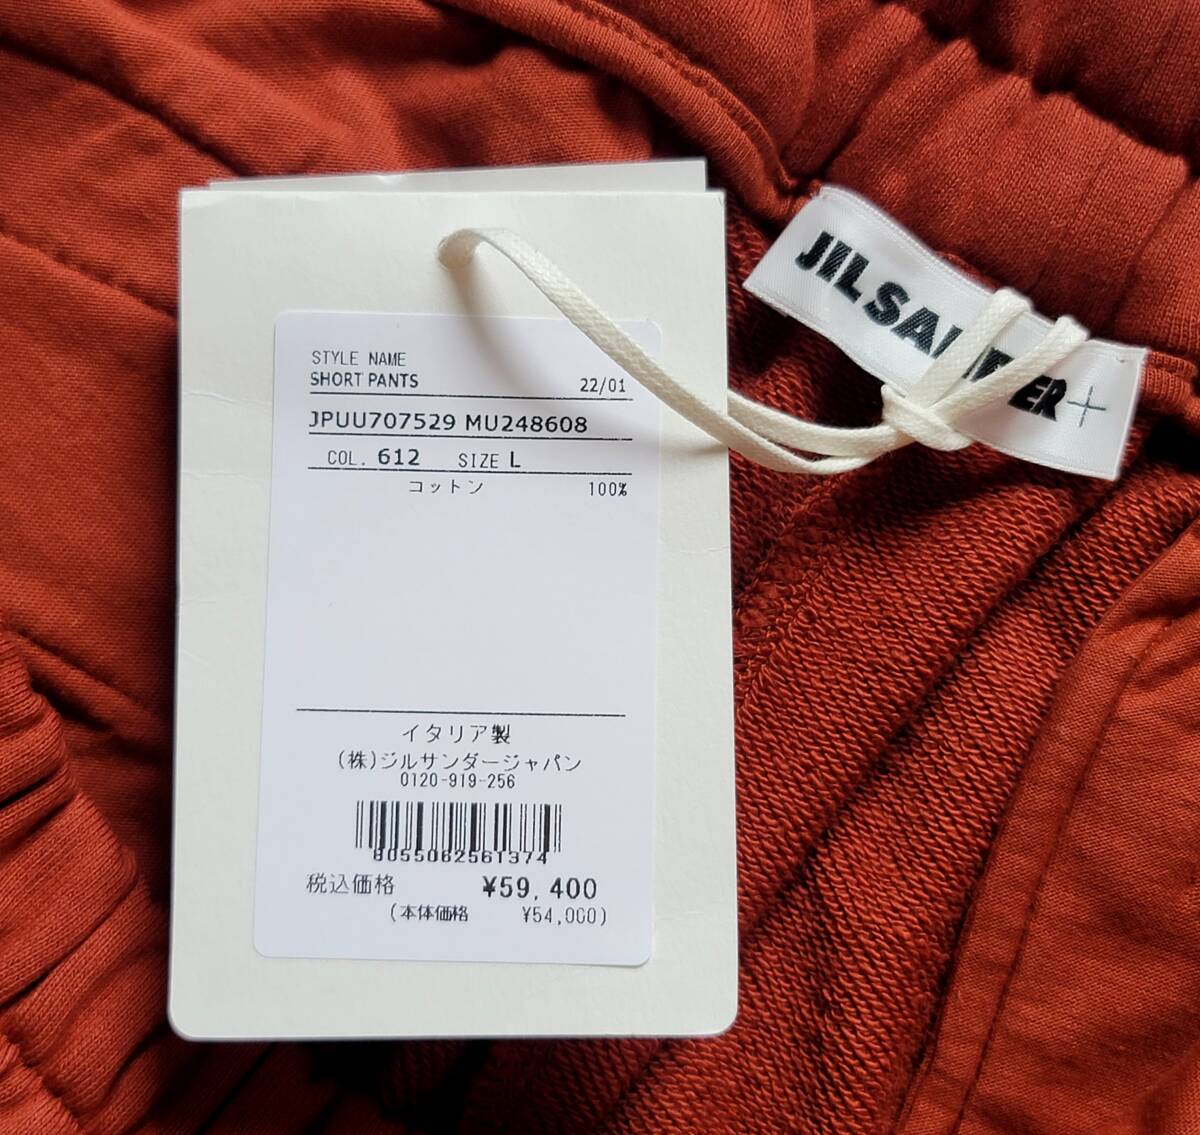 STYLE NAME
SHORT PANTS 22/01
JPUU707529 MU248608
COL. 612 SIZE L
コットン 100%
イタリア製
(株)ジルサンダージャパン
0120-919-256
8055062561374
税込価格 ¥59,400
(本体価格 ¥54,000)
JIL SANDER+